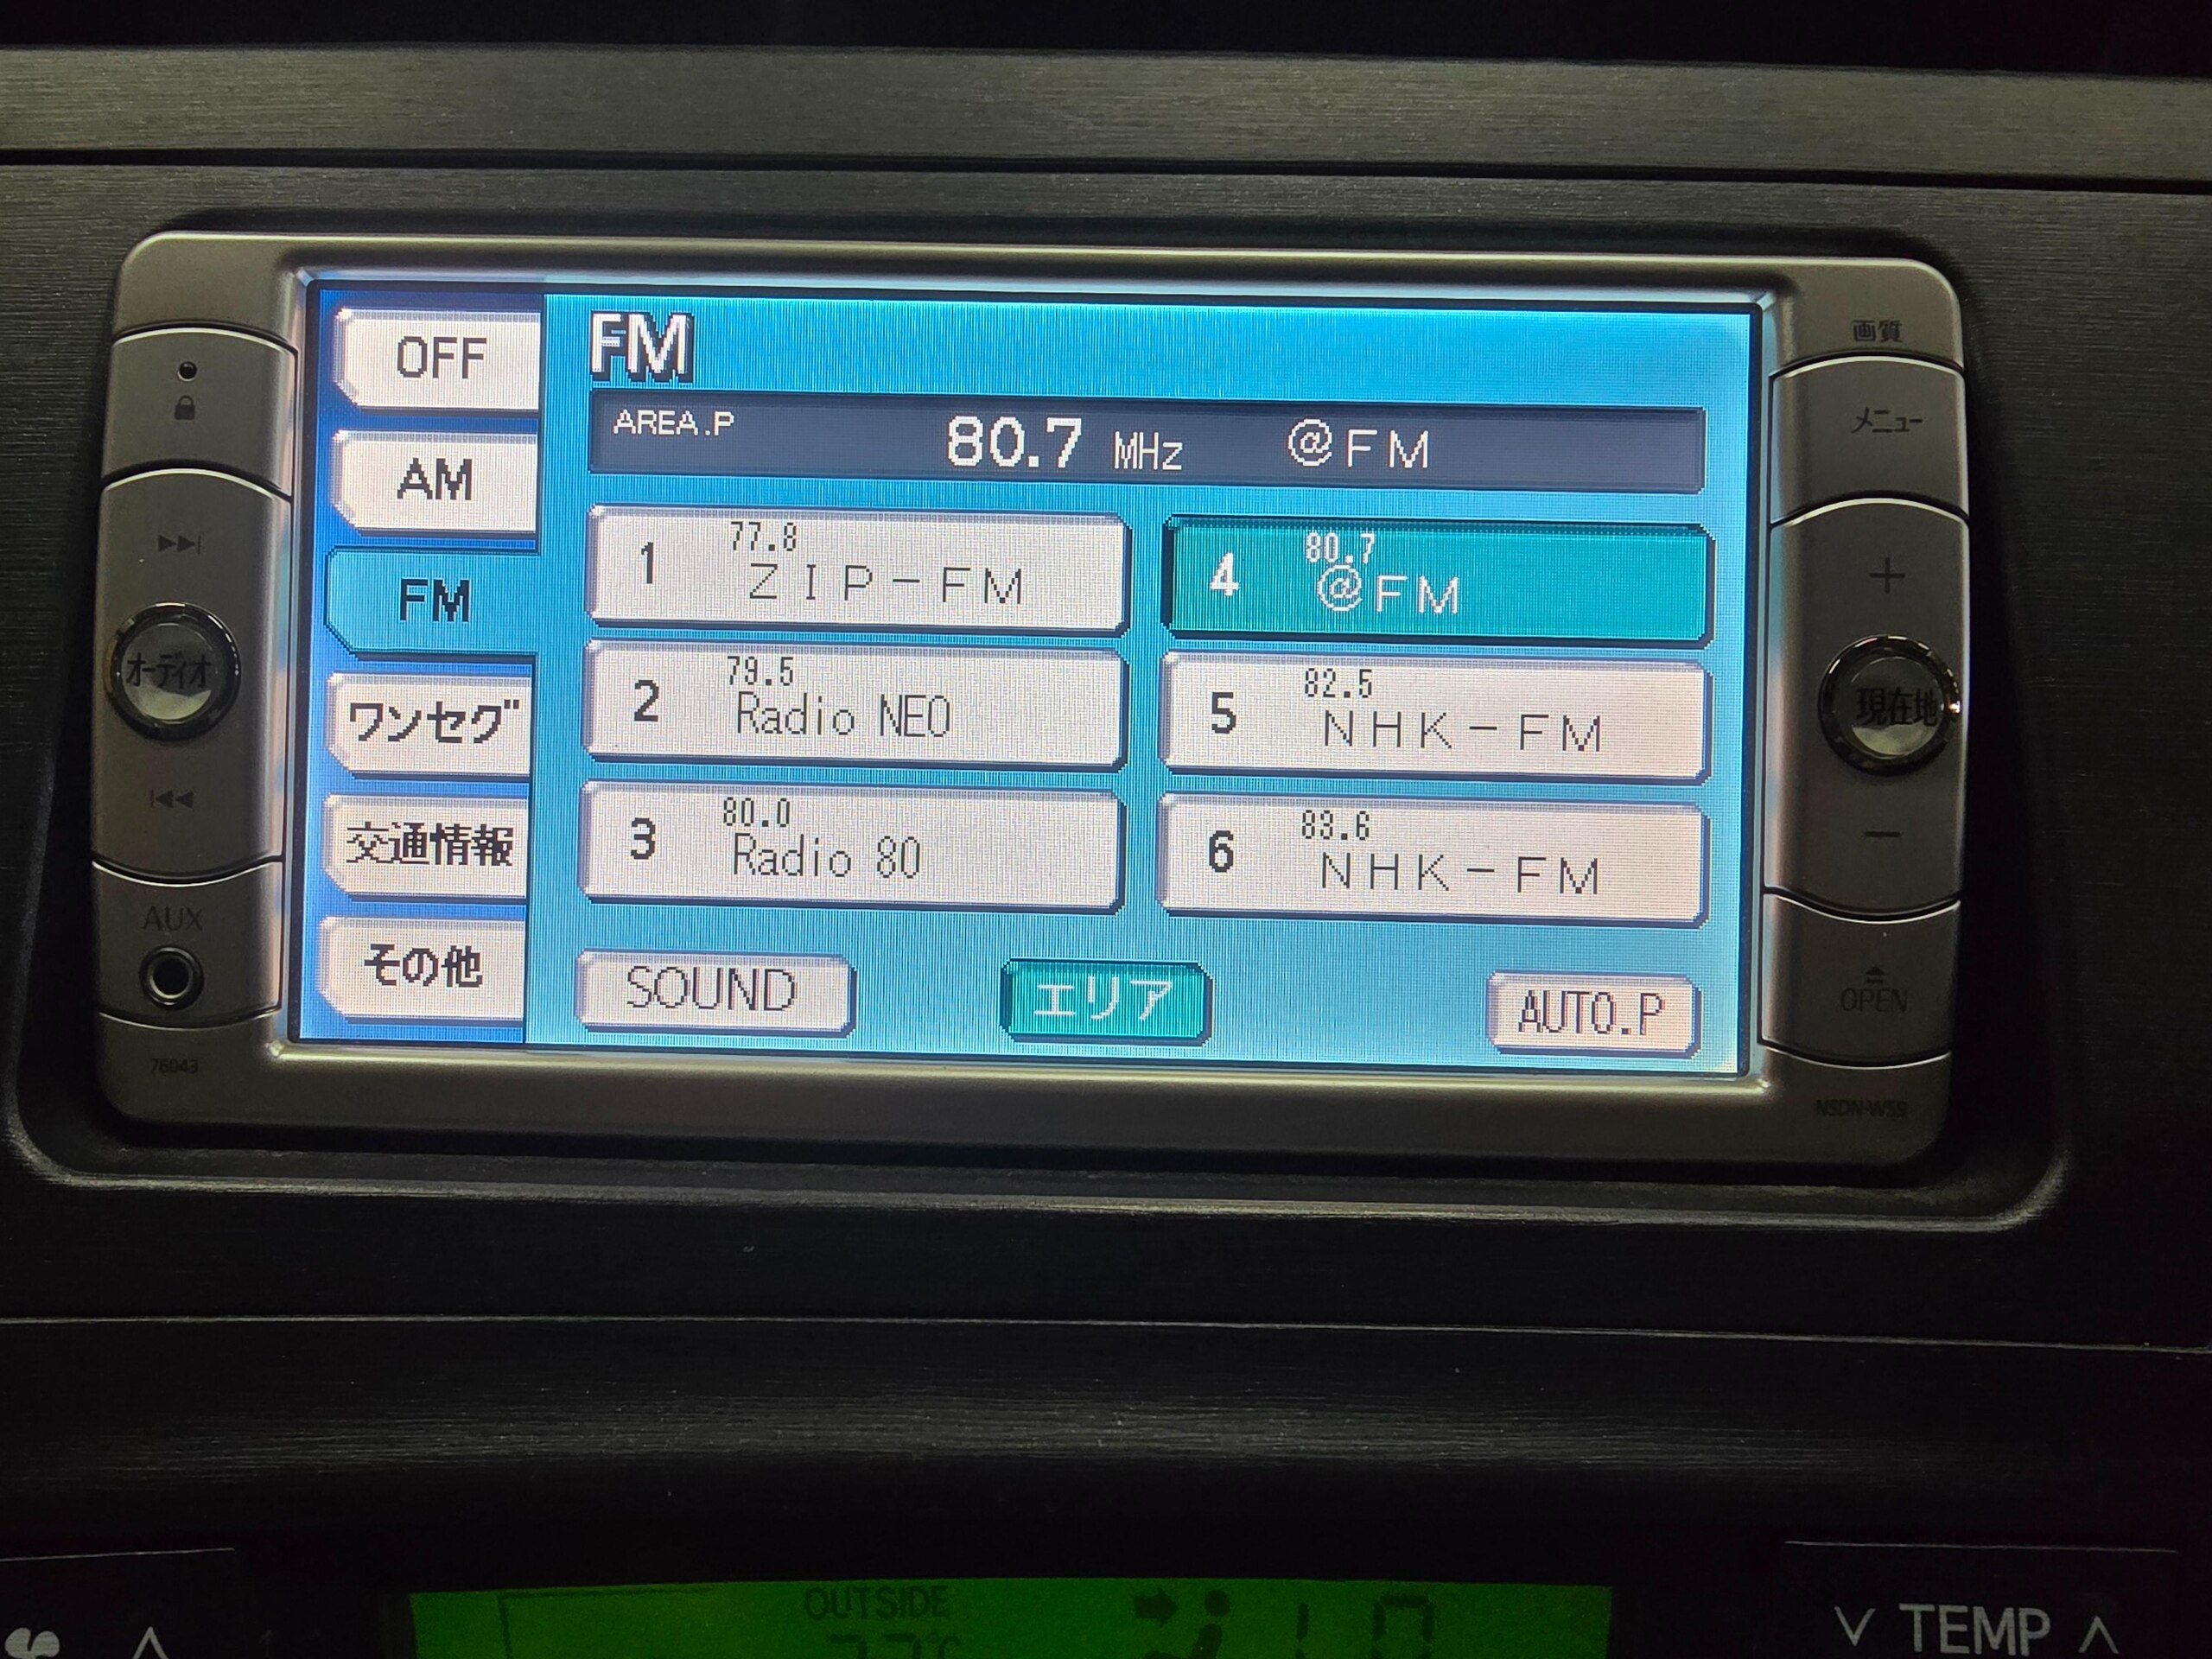 画質
OFF
FM
AREA.P 80.7 MHz @FM
メニュー
AM
1 77.8 ZIP-FM
4 80.7 @FM
FM
オーディオ
ワンセグ
2 79.5 Radio NEO
5 82.5 NHK-FM
現在地
交通情報
3 80.0 Radio 80
6 83.6 NHK-FM
AUX
その他
SOUND
エリア
AUTO.P
OPEN
76043
NSDN-W59
OUTSIDE
TEMP